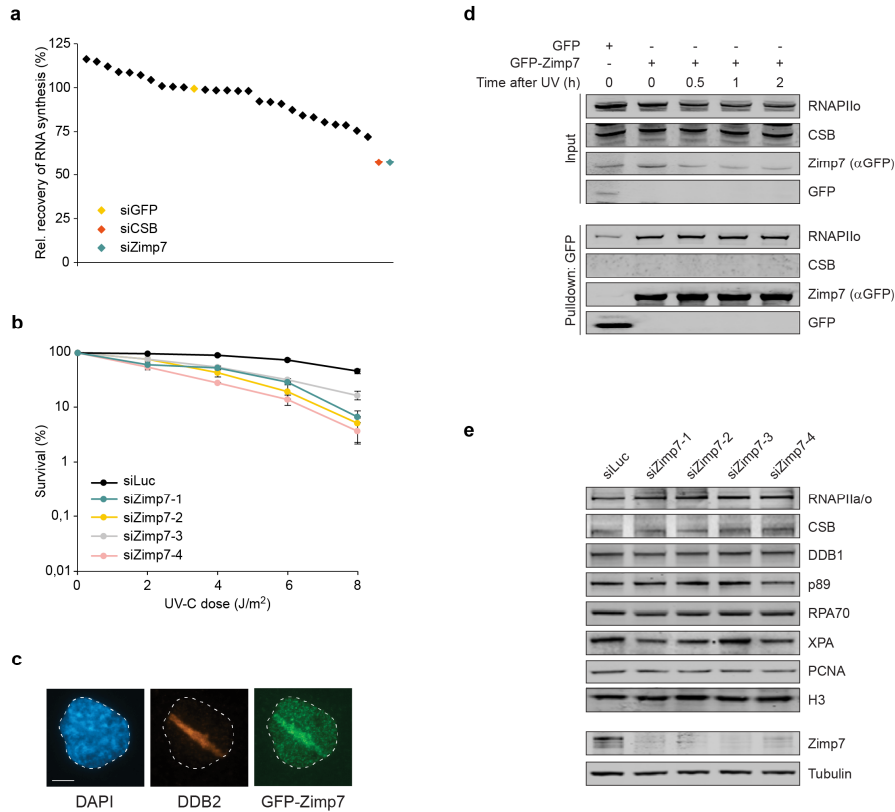 a
Rel. recovery of RNA synthesis (%)
125
100
75
50
25
0
siGFP
siCSB
siZimp7
b
Survival (%)
100
10
1
0,1
0,01
siLuc
siZimp7-1
siZimp7-2
siZimp7-3
siZimp7-4
0 2 4 6 8
UV-C dose (J/m²)
c
DAPI DDB2 GFP-Zimp7
d
GFP + - - - -
GFP-Zimp7 - + + + +
Time after UV (h) 0 0 0.5 1 2
Input
RNAPIIo
CSB
Zimp7 (αGFP)
GFP
Pulldown: GFP
RNAPIIo
CSB
Zimp7 (αGFP)
GFP
e
siLuc siZimp7-1 siZimp7-2 siZimp7-3 siZimp7-4
RNAPIIa/o
CSB
DDB1
p89
RPA70
XPA
PCNA
H3
Zimp7
Tubulin